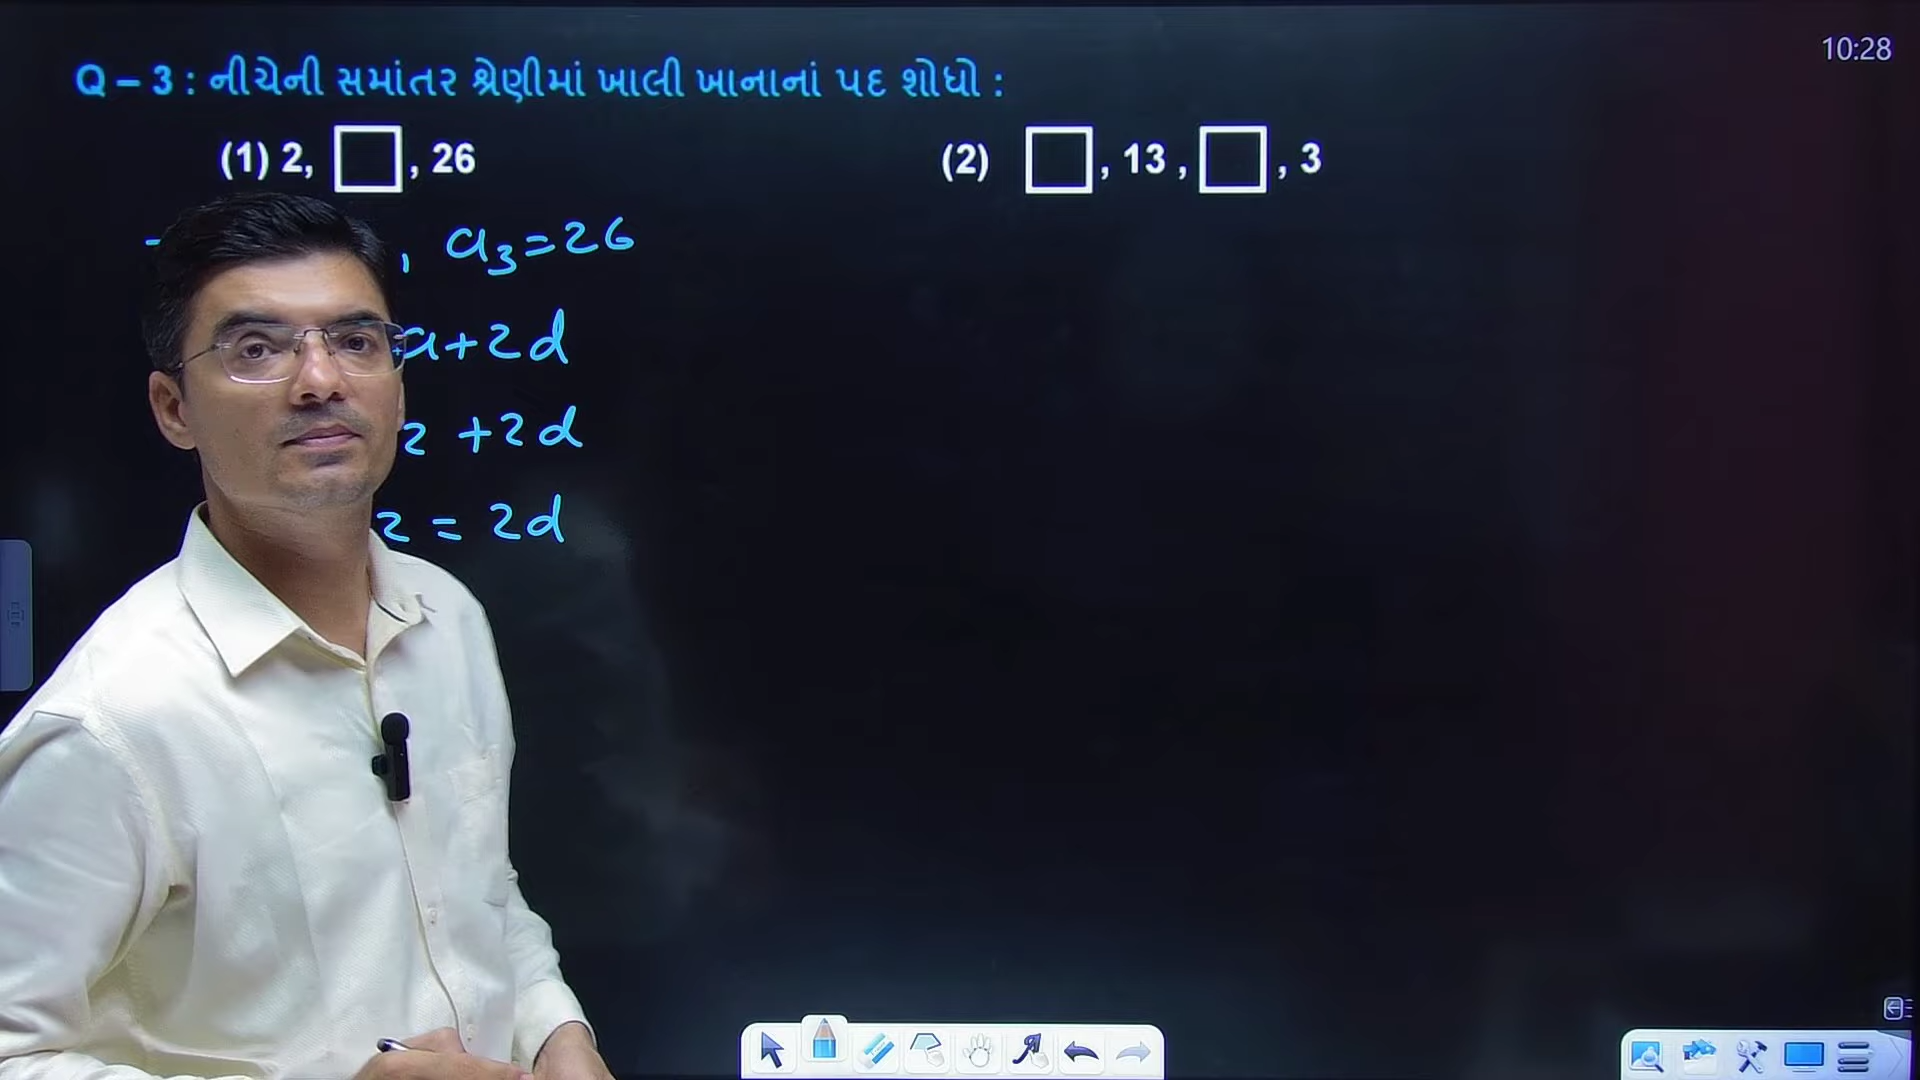 10:28
Q – 3 : નીચેની સમાંતર શ્રેણીમાં ખાલી ખાનાનાં પદ શોધો :
(1) 2, , 26
(2) , 13 , , 3
, a₃=26
a+2d
2 +2d
2 = 2d